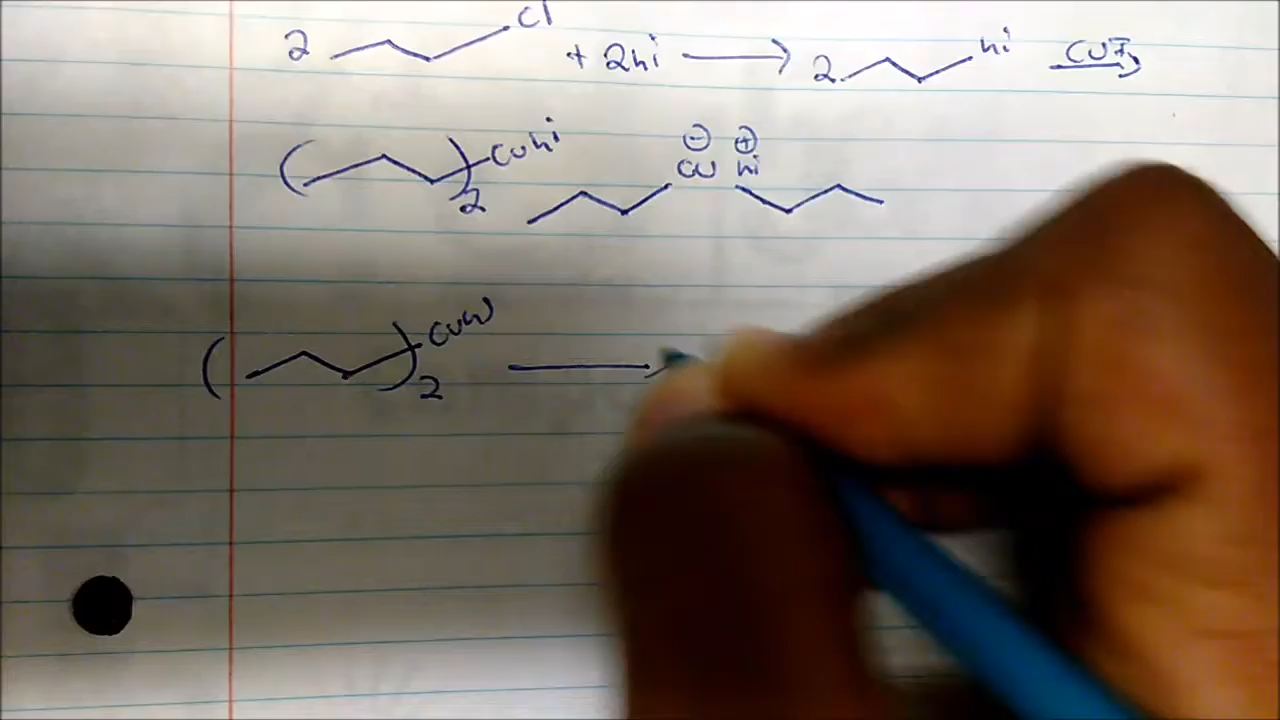 2 Cl + 2Li → 2 Li CuI →
( )2 CuLi ⊖ Cu ⊕ Li
( )2 CuLi →